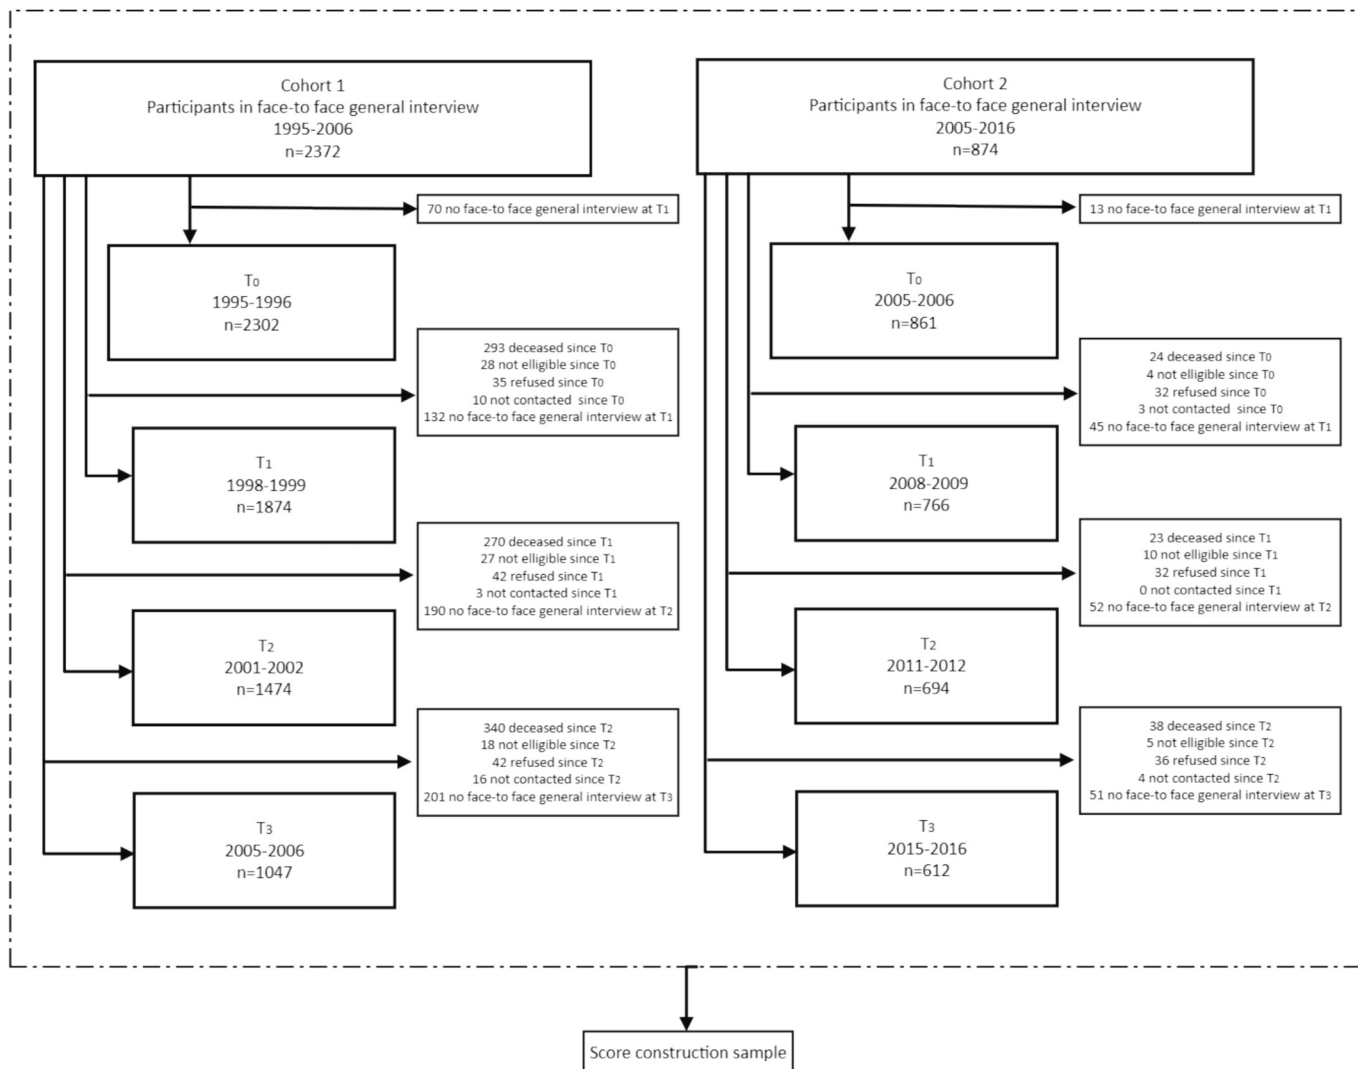 Cohort 1
Participants in face-to face general interview
1995-2006
n=2372
70 no face-to face general interview at T1
T0
1995-1996
n=2302
293 deceased since T0
28 not elligible since T0
35 refused since T0
10 not contacted since T0
132 no face-to face general interview at T1
T1
1998-1999
n=1874
270 deceased since T1
27 not elligible since T1
42 refused since T1
3 not contacted since T1
190 no face-to face general interview at T2
T2
2001-2002
n=1474
340 deceased since T2
18 not elligible since T2
42 refused since T2
16 not contacted since T2
201 no face-to face general interview at T3
T3
2005-2006
n=1047
Cohort 2
Participants in face-to face general interview
2005-2016
n=874
13 no face-to face general interview at T1
T0
2005-2006
n=861
24 deceased since T0
4 not elligible since T0
32 refused since T0
3 not contacted since T0
45 no face-to face general interview at T1
T1
2008-2009
n=766
23 deceased since T1
10 not elligible since T1
32 refused since T1
0 not contacted since T1
52 no face-to face general interview at T2
T2
2011-2012
n=694
38 deceased since T2
5 not elligible since T2
36 refused since T2
4 not contacted since T2
51 no face-to face general interview at T3
T3
2015-2016
n=612
Score construction sample